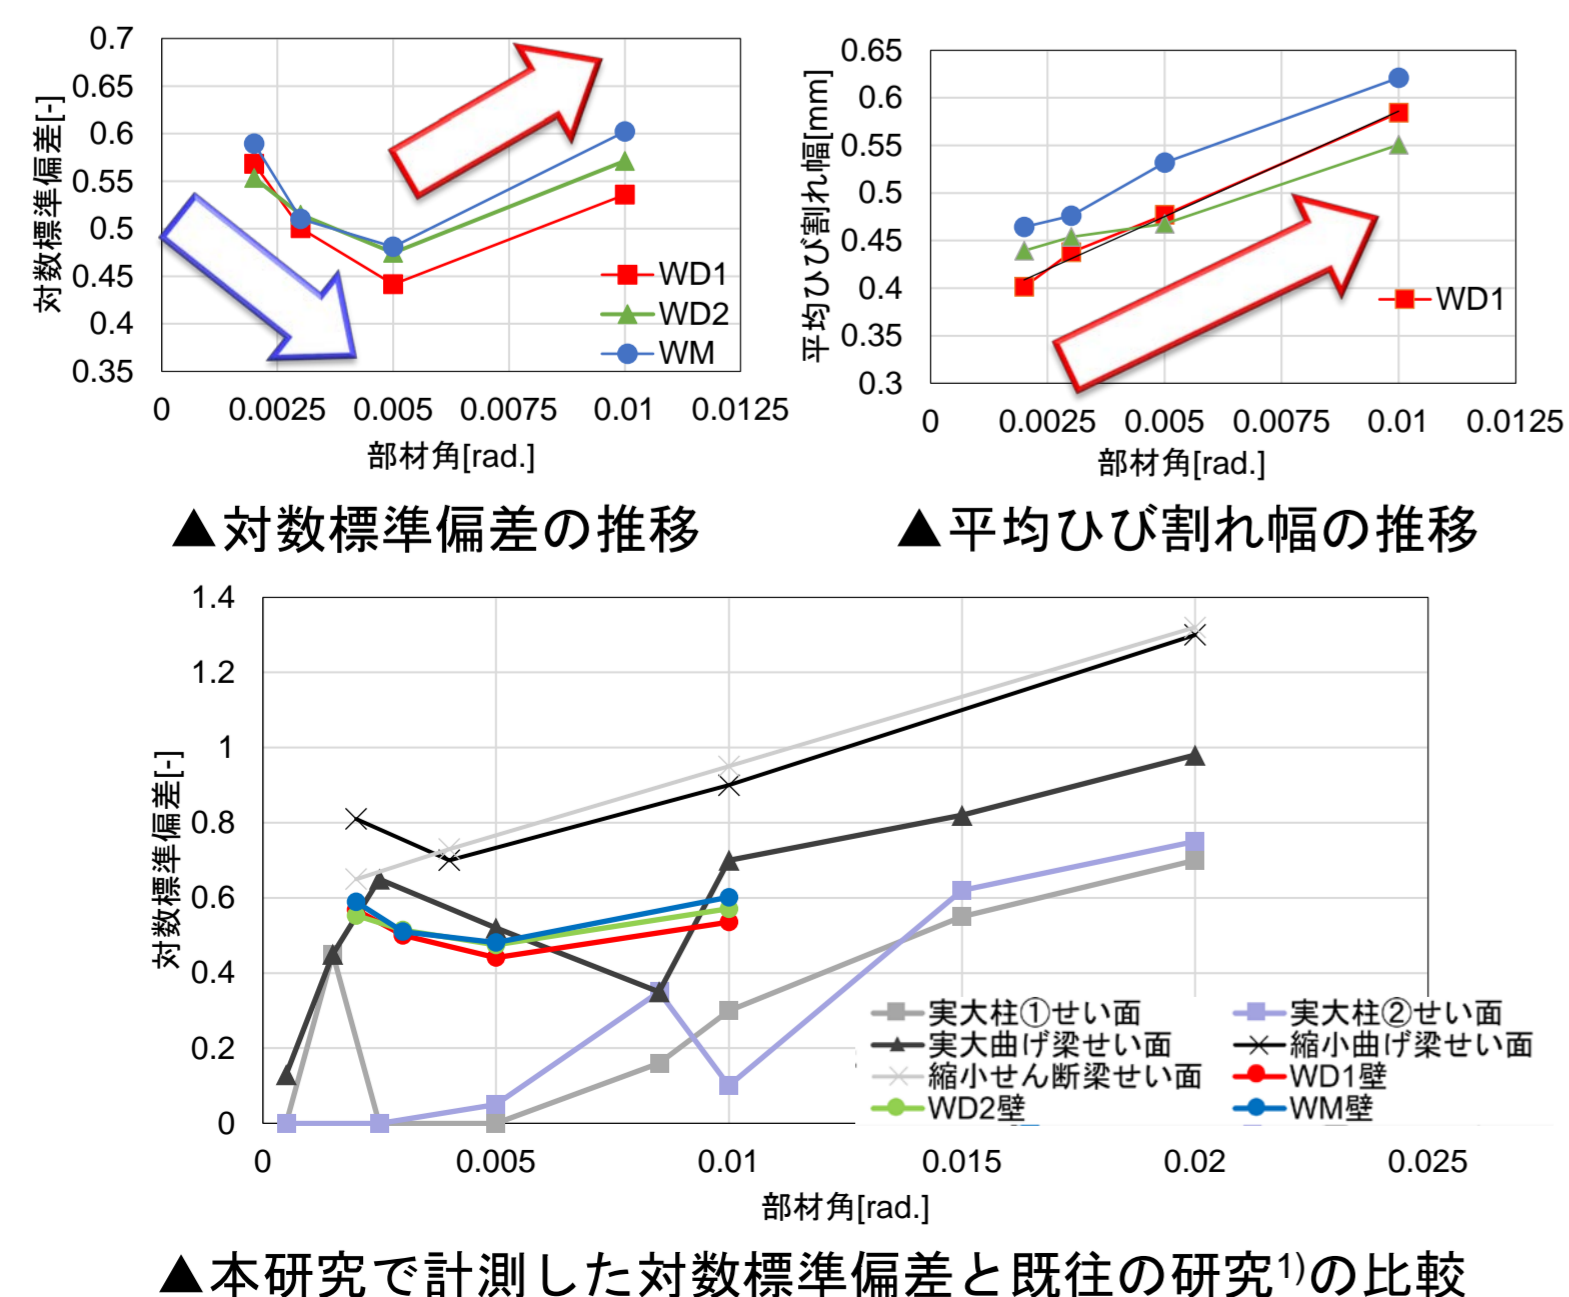 0.7
0.65
0.6
0.55
0.5
0.45
0.4
0.35
対数標準偏差[-]
WD1
WD2
WM
0 0.0025 0.005 0.0075 0.01 0.0125
部材角[rad.]
▲対数標準偏差の推移
0.65
0.6
0.55
0.5
0.45
0.4
0.35
0.3
平均ひび割れ幅[mm]
WD1
0 0.0025 0.005 0.0075 0.01 0.0125
部材角[rad.]
▲平均ひび割れ幅の推移
1.4
1.2
1
0.8
0.6
0.4
0.2
0
対数標準偏差[-]
実大柱①せい面 実大柱②せい面
実大曲げ梁せい面 縮小曲げ梁せい面
縮小せん断梁せい面 WD1壁
WD2壁 WM壁
0 0.005 0.01 0.015 0.02 0.025
部材角[rad.]
▲本研究で計測した対数標準偏差と既往の研究1)の比較